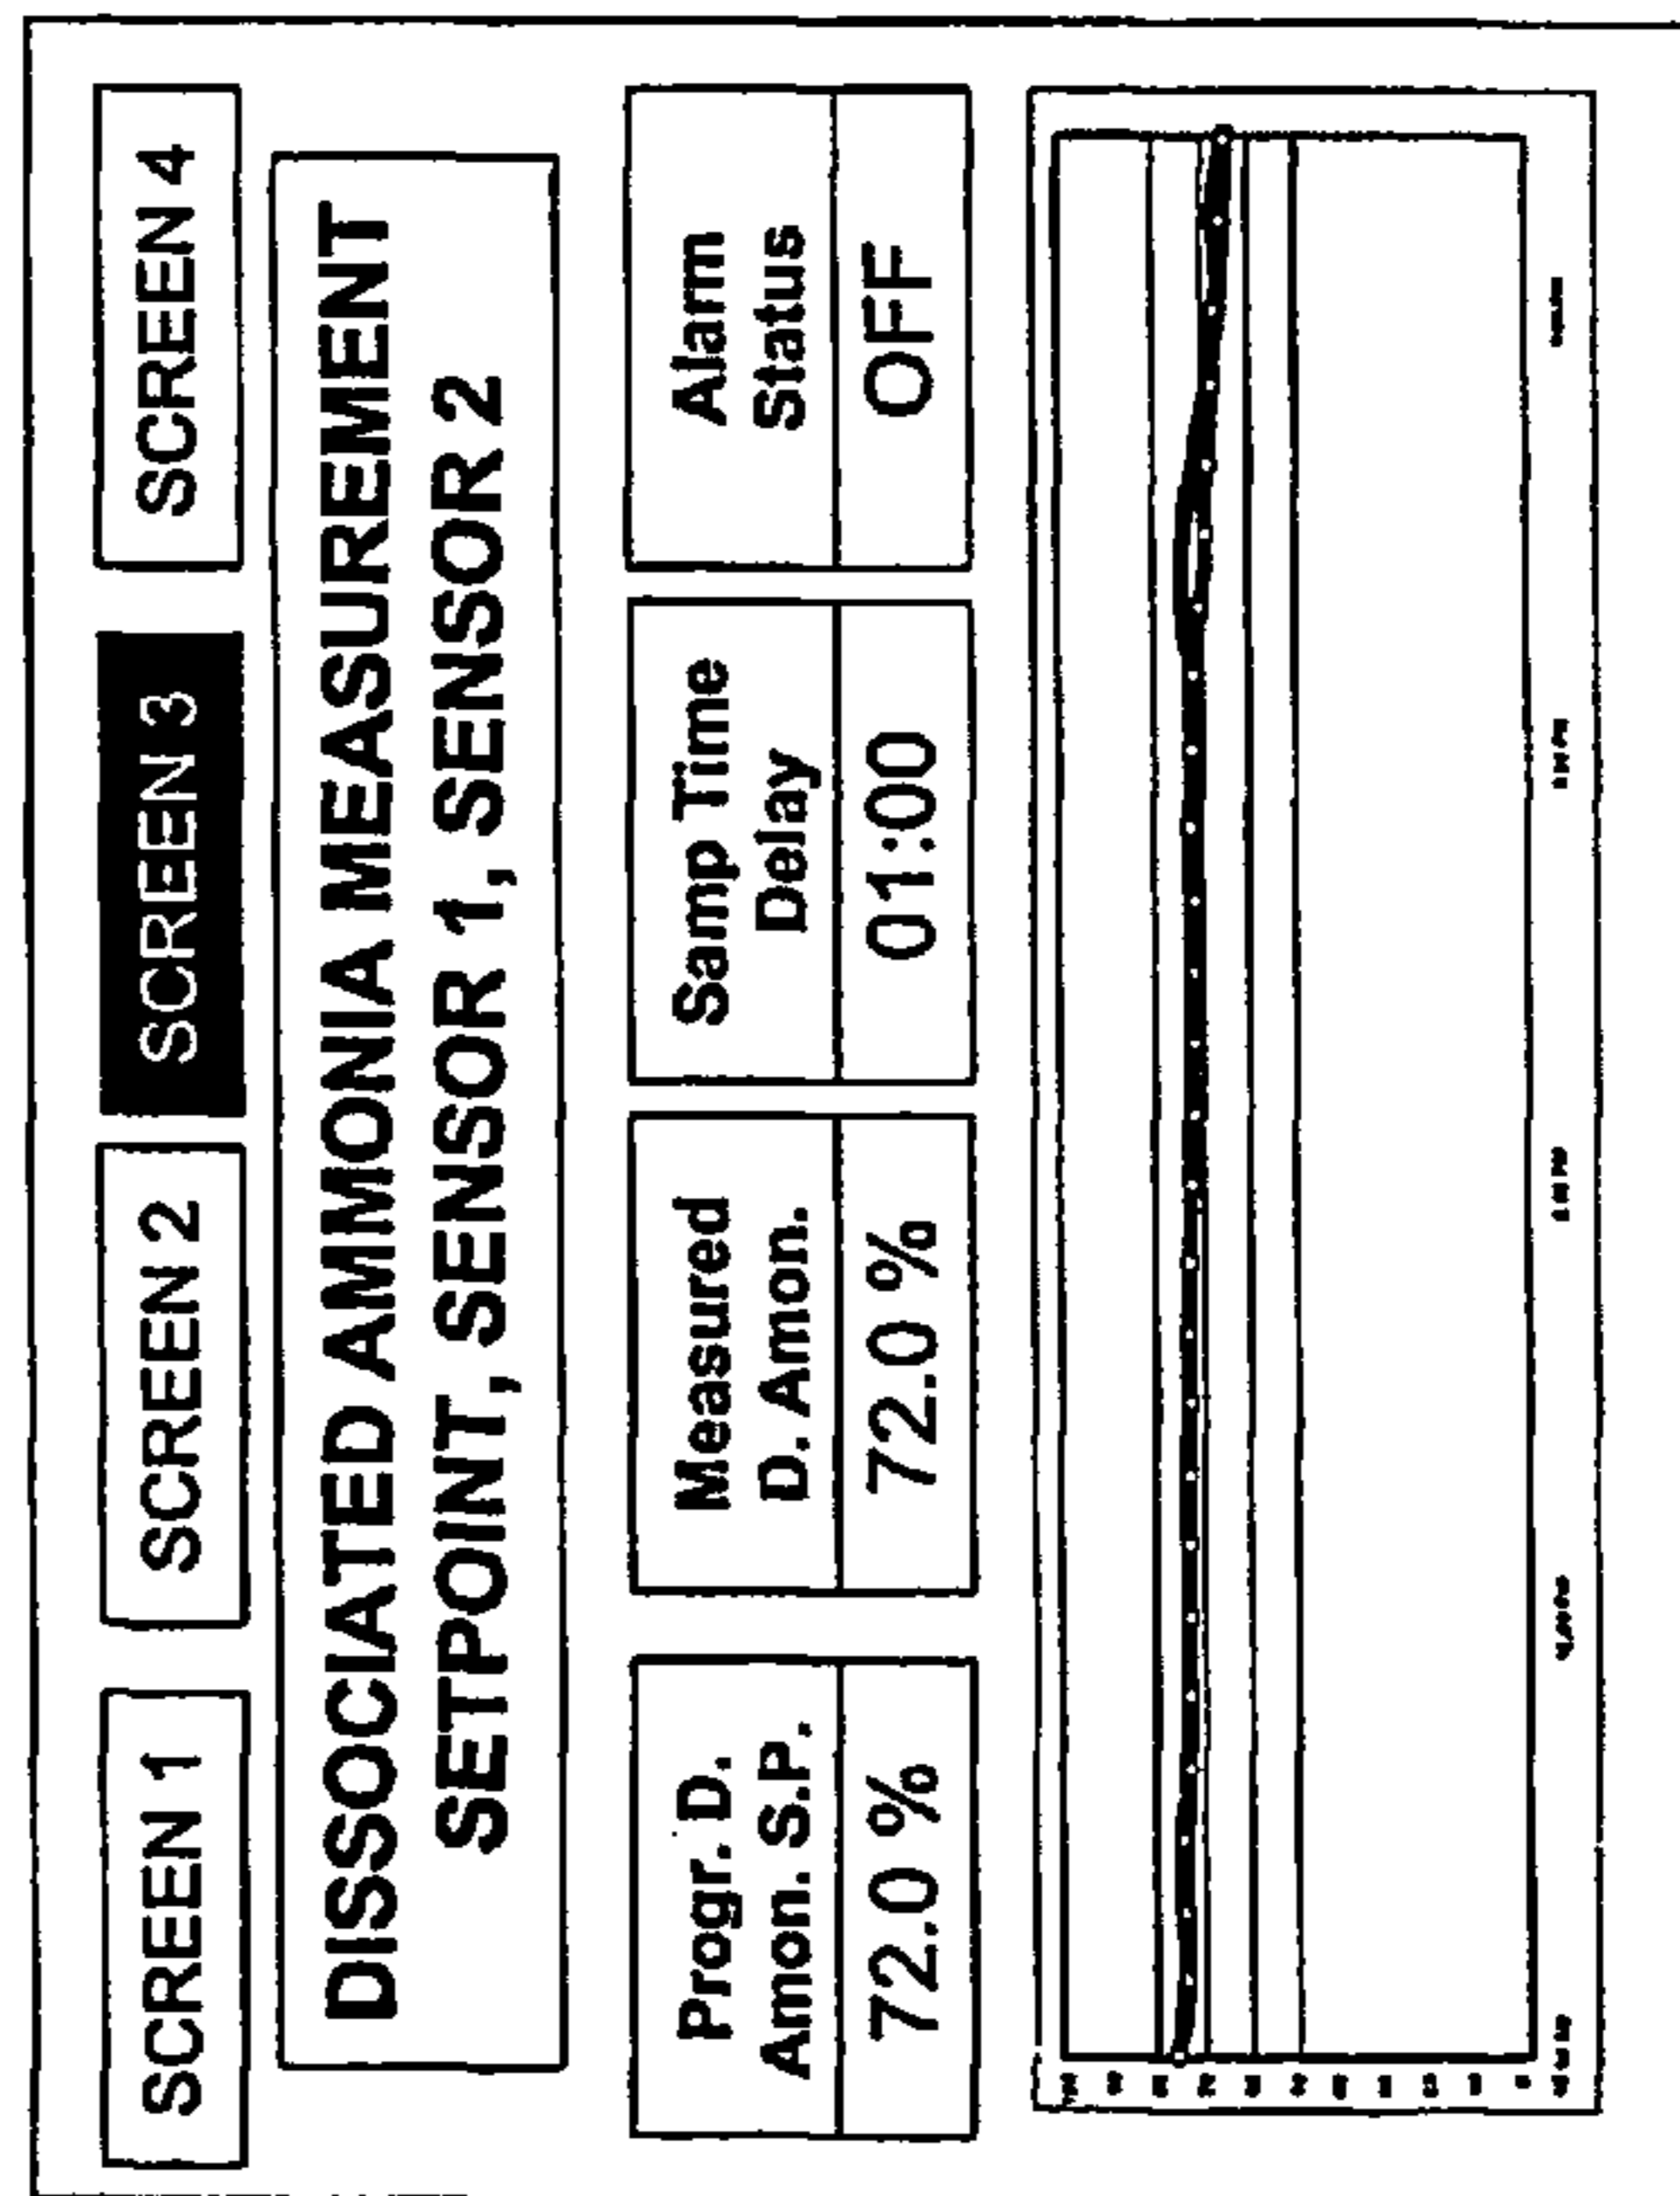 SCREEN 1
SCREEN 2
SCREEN 3
SCREEN 4
DISSOCIATED AMMONIA MEASUREMENT
SETPOINT, SENSOR 1, SENSOR 2
Progr. D.
Amon. S.P.
72.0 %
Measured
D. Amon.
72.0 %
Samp Time
Delay
01:00
Alarm
Status
OFF